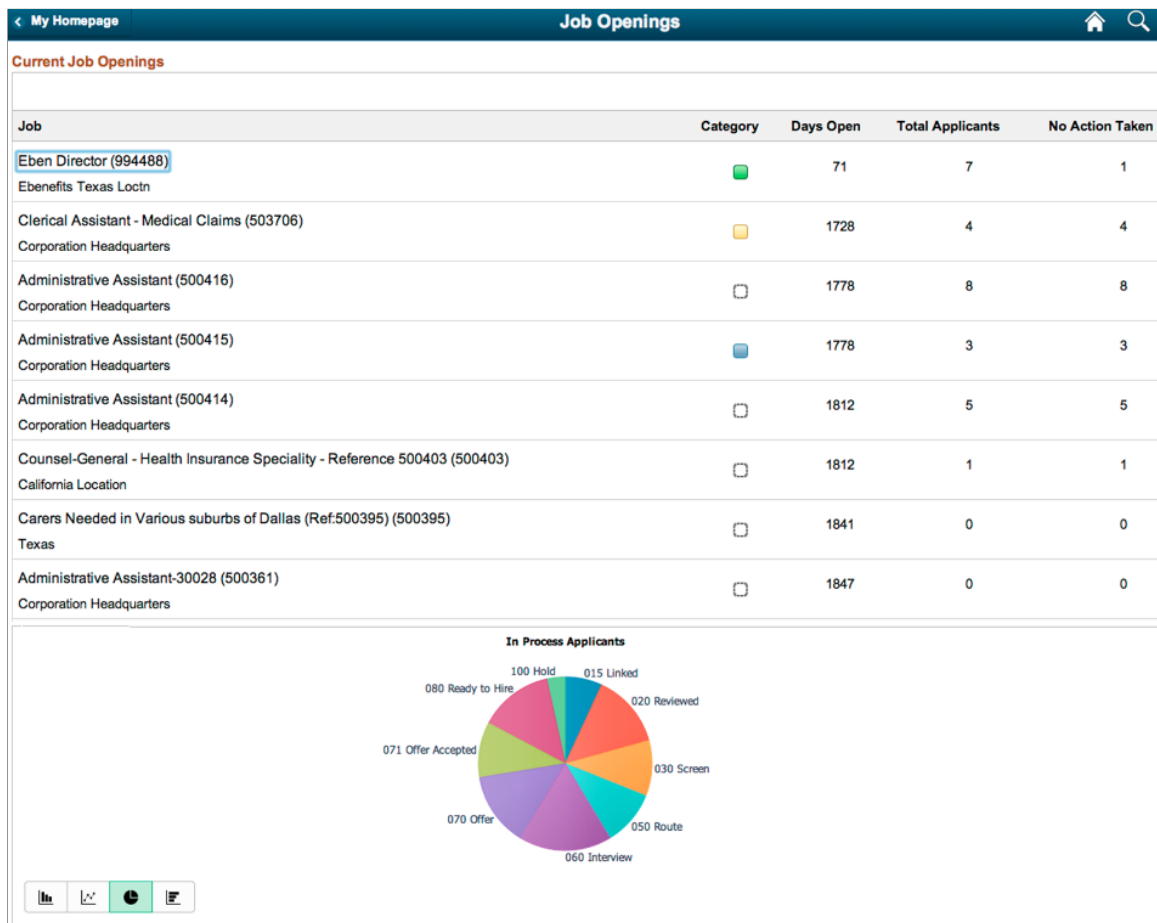 My Homepage
Job Openings
Current Job Openings
Job Category Days Open Total Applicants No Action Taken
Eben Director (994488) 71 7 1
Ebenefits Texas Loctn
Clerical Assistant - Medical Claims (503706) 1728 4 4
Corporation Headquarters
Administrative Assistant (500416) 1778 8 8
Corporation Headquarters
Administrative Assistant (500415) 1778 3 3
Corporation Headquarters
Administrative Assistant (500414) 1812 5 5
Corporation Headquarters
Counsel-General - Health Insurance Speciality - Reference 500403 (500403) 1812 1 1
California Location
Carers Needed in Various suburbs of Dallas (Ref:500395) (500395) 1841 0 0
Texas
Administrative Assistant-30028 (500361) 1847 0 0
Corporation Headquarters
In Process Applicants
100 Hold
015 Linked
080 Ready to Hire
020 Reviewed
071 Offer Accepted
030 Screen
070 Offer
050 Route
060 Interview